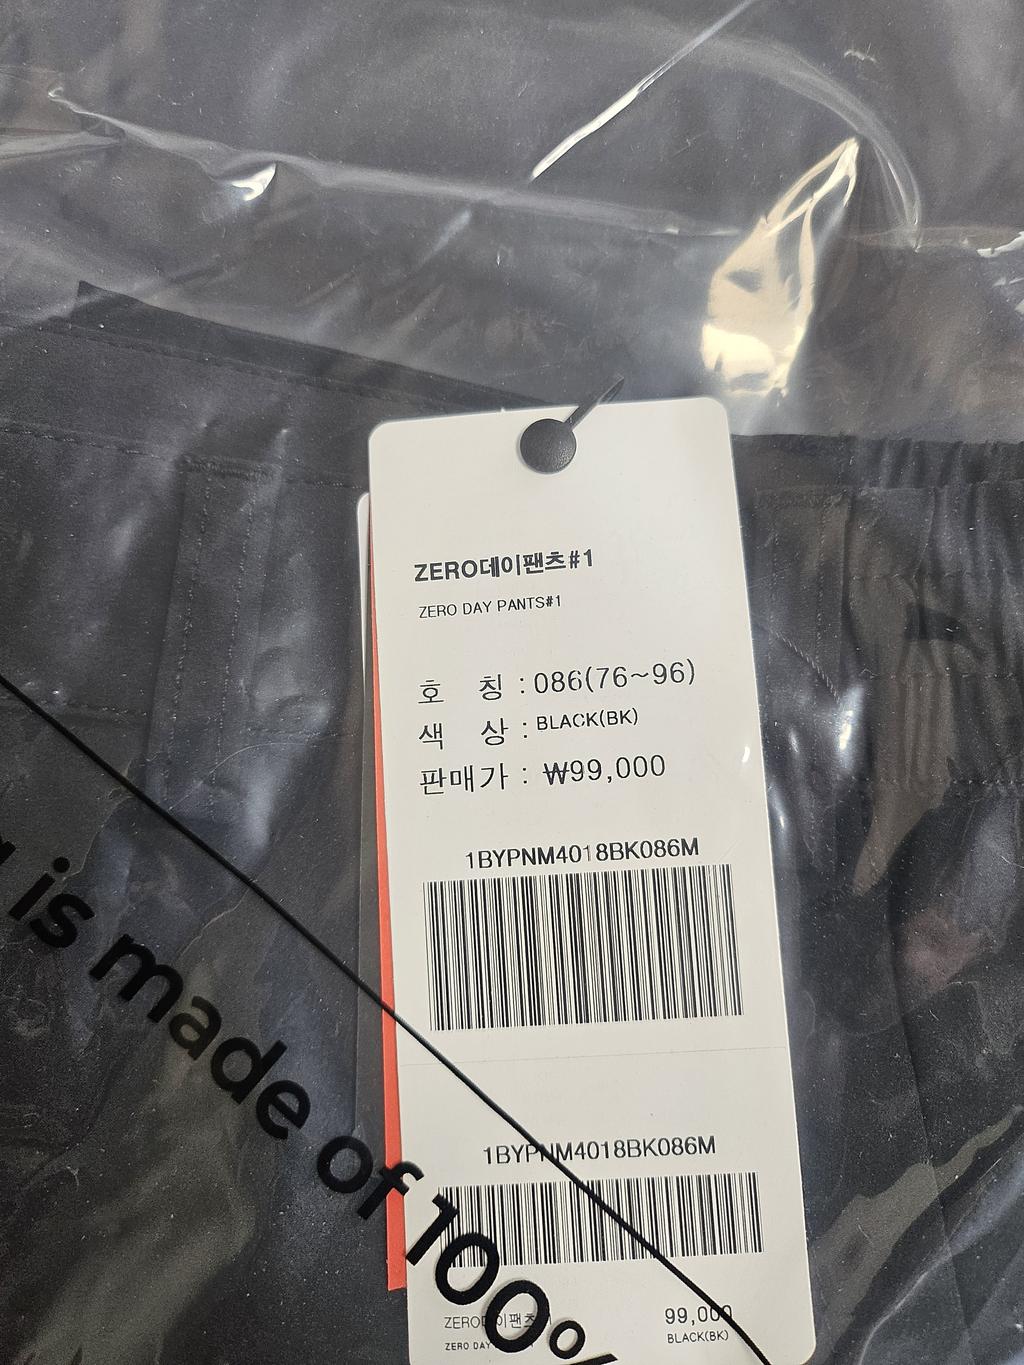 ZERO데이팬츠#1
ZERO DAY PANTS#1
호 칭 : 086(76~96)
색 상 : BLACK(BK)
판매가 : ₩99,000
1BYPNM4018BK086M
1BYPNM4018BK086M
ZERO데이팬츠
99,000
ZERO DAY
BLACK(BK)
is made of 100%